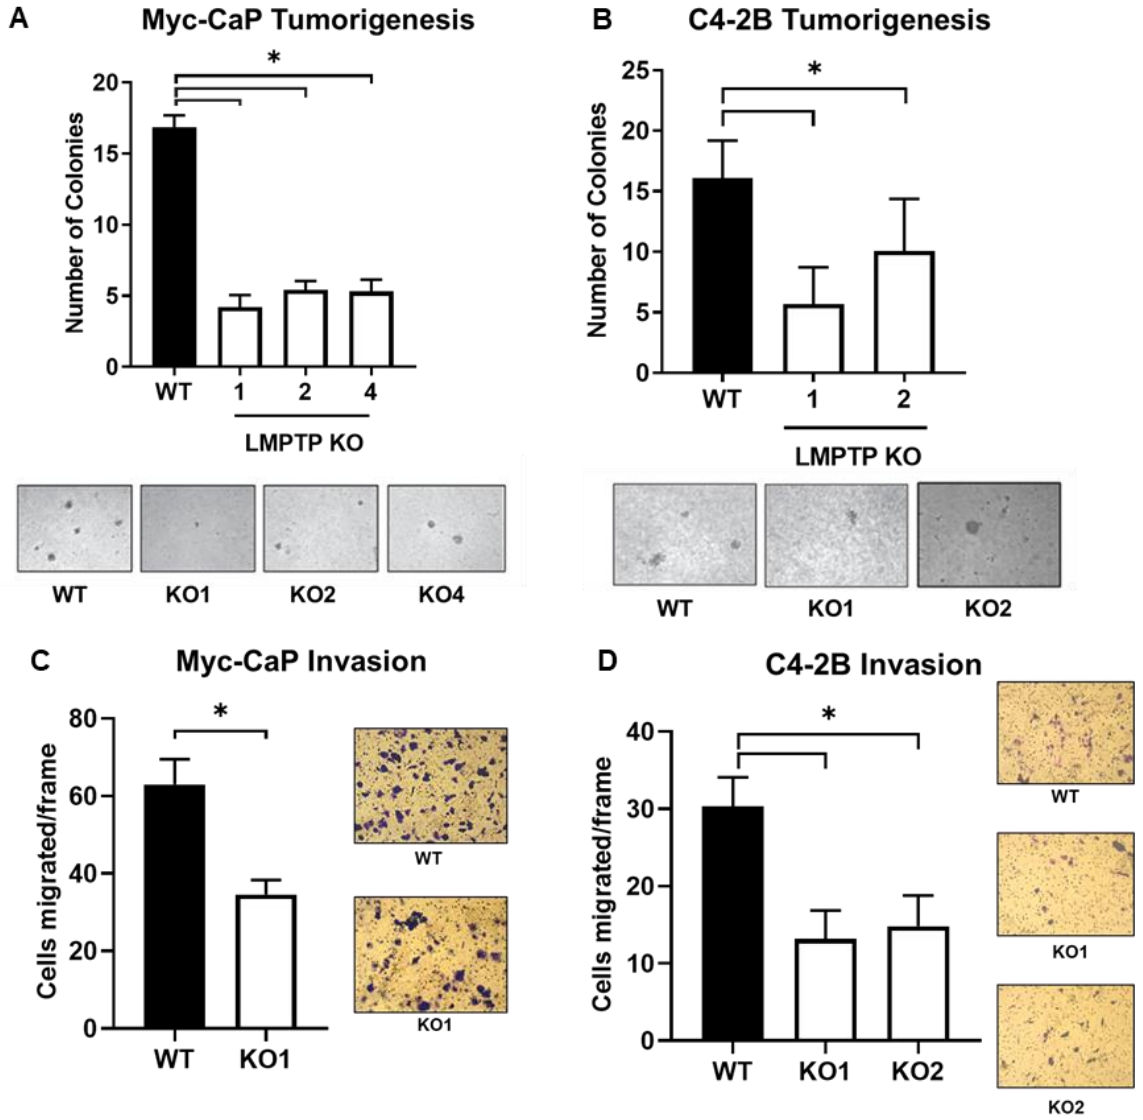 A
Myc-CaP Tumorigenesis
*
Number of Colonies
20
15
10
5
0
WT 1 2 4
LMPTP KO
WT KO1 KO2 KO4
B
C4-2B Tumorigenesis
*
Number of Colonies
25
20
15
10
5
0
WT 1 2
LMPTP KO
WT KO1 KO2
C
Myc-CaP Invasion
*
Cells migrated/frame
80
60
40
20
0
WT KO1
WT
KO1
D
C4-2B Invasion
*
Cells migrated/frame
40
30
20
10
0
WT KO1 KO2
WT
KO1
KO2